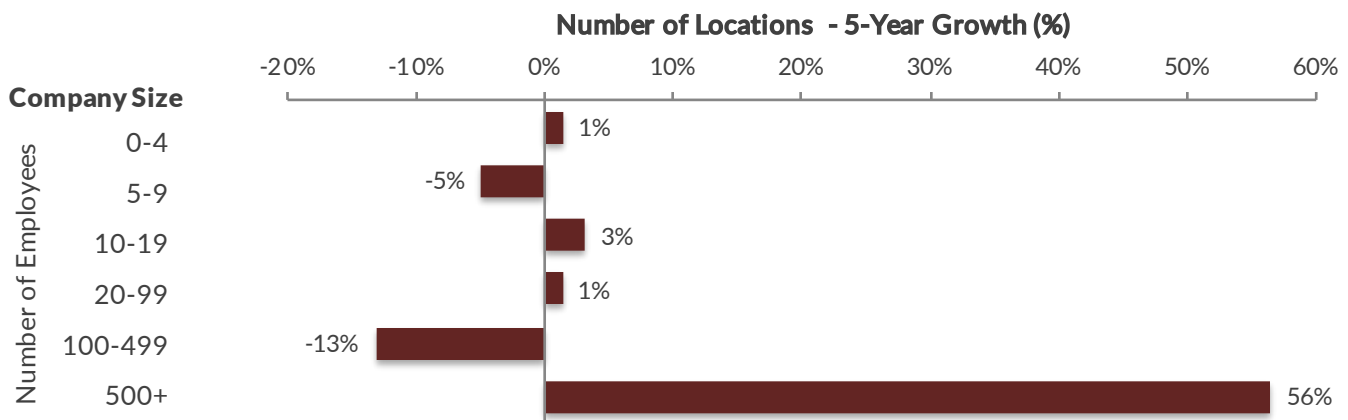 Number of Locations - 5-Year Growth (%)
-20% -10% 0% 10% 20% 30% 40% 50% 60%
Company Size
Number of Employees
0-4 1%
5-9 -5%
10-19 3%
20-99 1%
100-499 -13%
500+ 56%